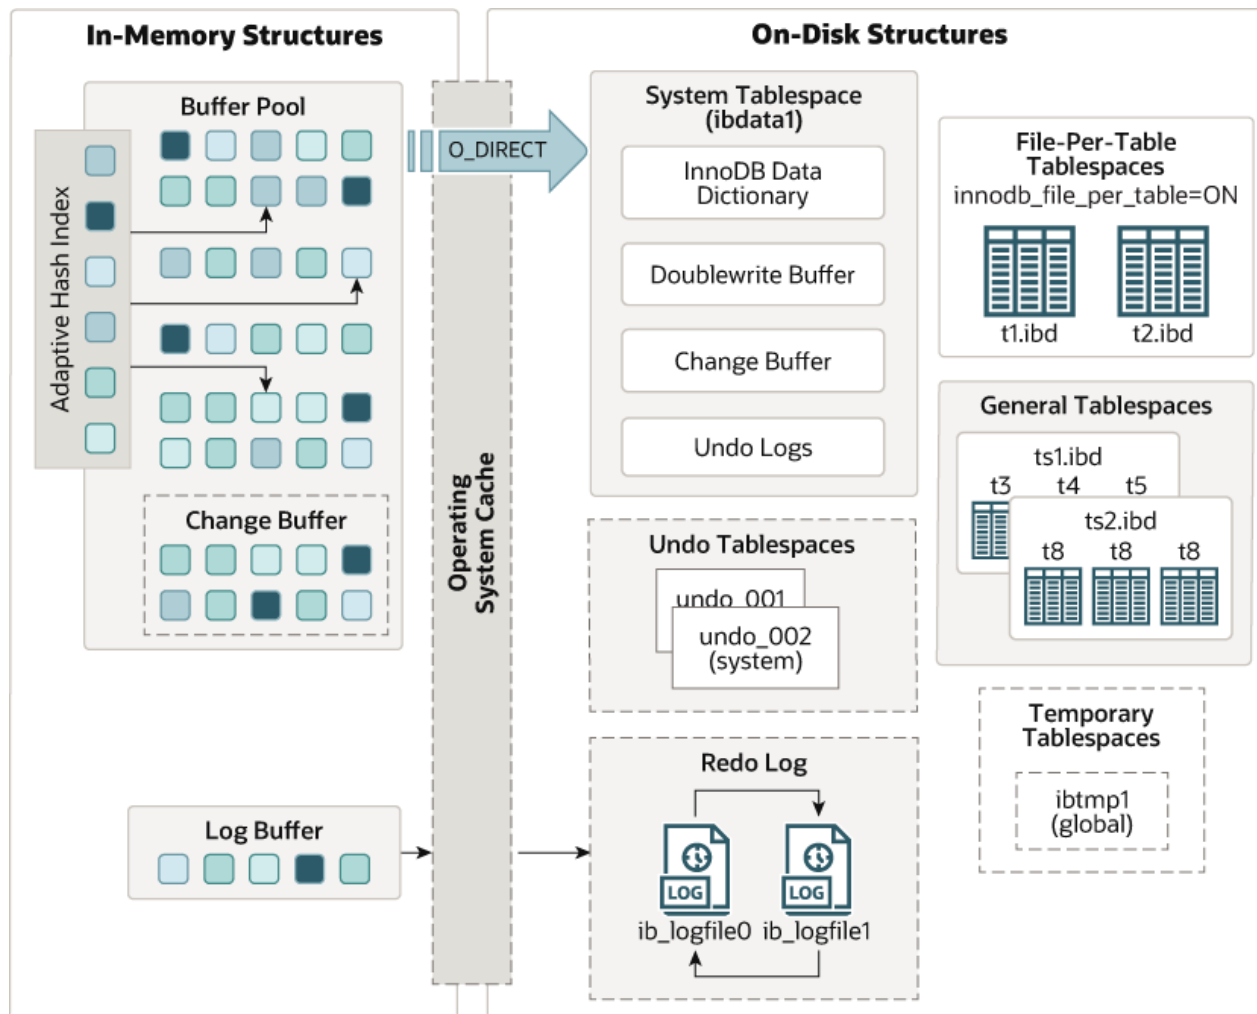 In-Memory Structures
On-Disk Structures
Buffer Pool
Adaptive Hash Index
Change Buffer
Log Buffer
Operating
System Cache
O_DIRECT
System Tablespace
(ibdata1)
InnoDB Data
Dictionary
Doublewrite Buffer
Change Buffer
Undo Logs
Undo Tablespaces
undo_001
undo_002
(system)
Redo Log
LOG
LOG
ib_logfile0
ib_logfile1
File-Per-Table
Tablespaces
innodb_file_per_table=ON
t1.ibd
t2.ibd
General Tablespaces
ts1.ibd
t3 t4 t5
ts2.ibd
t8 t8 t8
Temporary
Tablespaces
ibtmp1
(global)